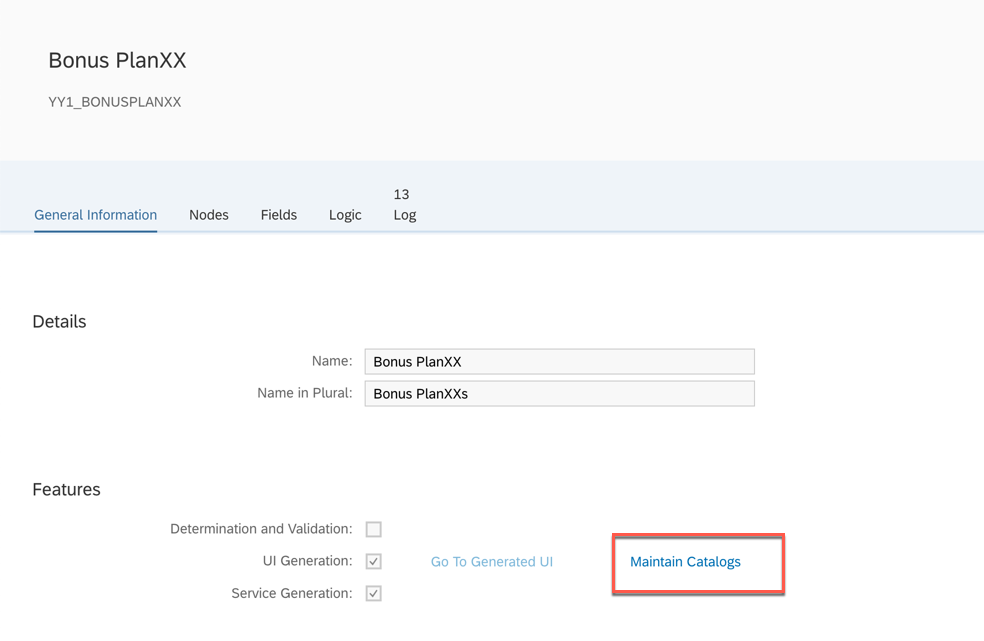 Bonus PlanXX
YY1_BONUSPLANXX
13
General Information Nodes Fields Logic Log
Details
Name: Bonus PlanXX
Name in Plural: Bonus PlanXXs
Features
Determination and Validation:
UI Generation: Go To Generated UI Maintain Catalogs
Service Generation: